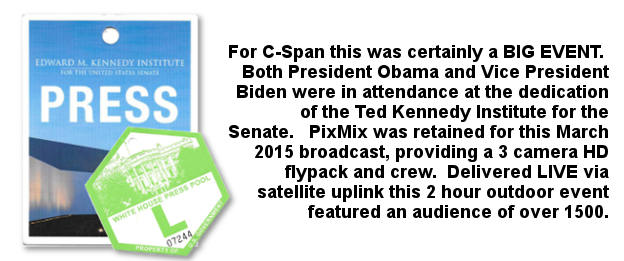 EDWARD M. KENNEDY INSTITUTE
FOR THE UNITED STATES SENATE
PRESS
WHITE HOUSE PRESS POOL
L
07244
PROPERTY OF U.S. GOVERNMENT
For C-Span this was certainly a BIG EVENT.
Both President Obama and Vice President
Biden were in attendance at the dedication
of the Ted Kennedy Institute for the
Senate. PixMix was retained for this March
2015 broadcast, providing a 3 camera HD
flypack and crew. Delivered LIVE via
satellite uplink this 2 hour outdoor event
featured an audience of over 1500.